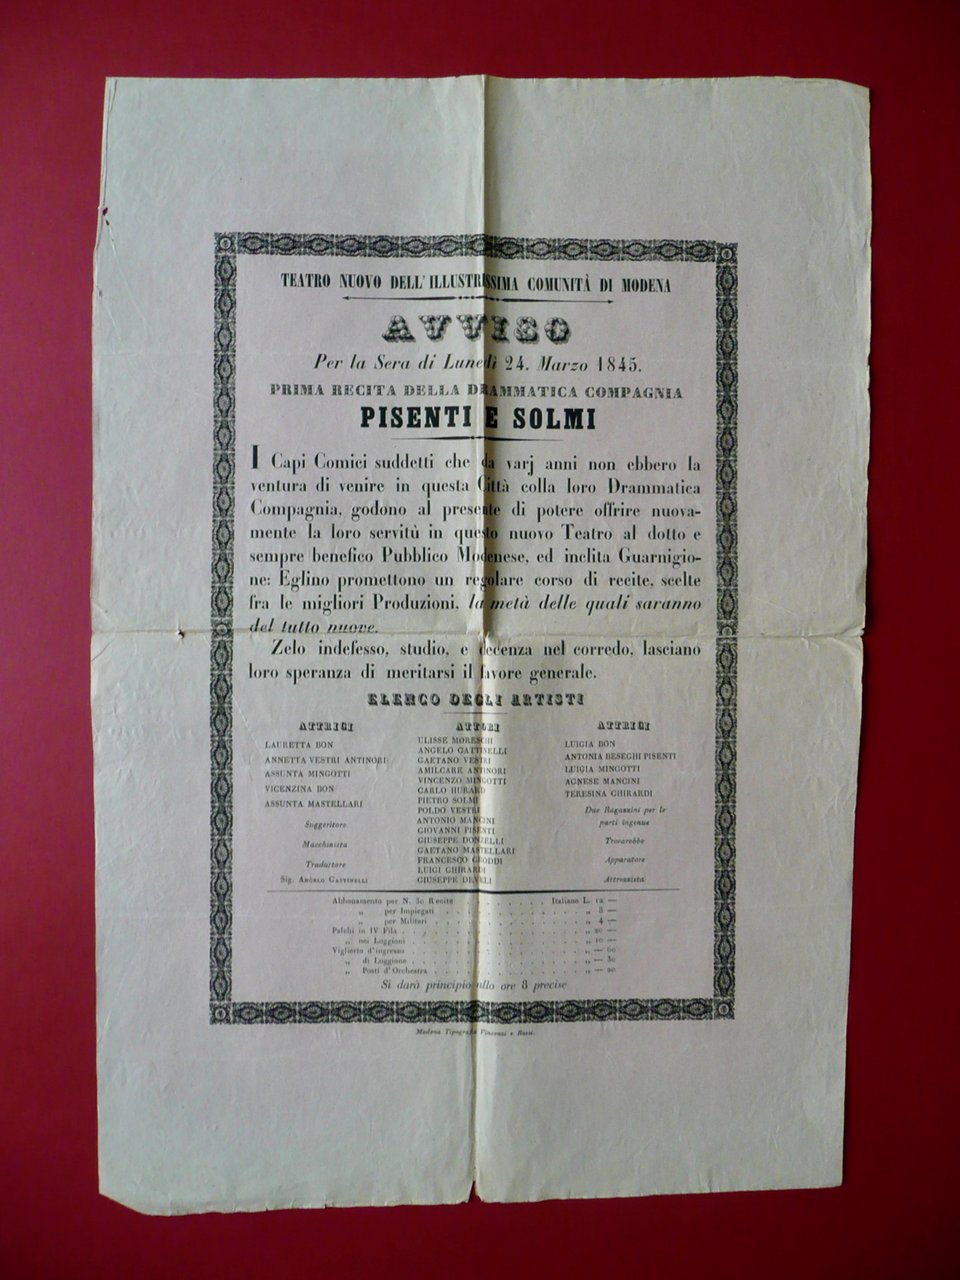 TEATRO NUOVO DELL'ILLUSTRISSIMA COMUNITÀ DI MODENA
AVVISO
Per la Sera di Lunedì 24. Marzo 1845.
PRIMA RECITA DELLA DRAMMATICA COMPAGNIA
PISENTI E SOLMI
I Capi Comici suddetti che da varj anni non ebbero la
ventura di venire in questa Città colla loro Drammatica
Compagnia, godono al presente di potere offrire nuova-
mente la loro servitù in questo nuovo Teatro al dotto e
sempre benefico Pubblico Modenese, ed inclita Guarnigio-
ne: Eglino promettono un regolare corso di recite, scelte
fra le migliori Produzioni, la metà delle quali saranno
del tutto nuove.
Zelo indefesso, studio, e decenza nel corredo, lasciano
loro speranza di meritarsi il favore generale.
ELENCO DEGLI ARTISTI
ATTRICI
LAURETTA BON
ANNETTA VESTRI ANTINORI
ASSUNTA MINGOTTI
VICENZINA BON
ASSUNTA MASTELLARI
Suggeritore
Macchinista
Traduttore
Sig. ANGELO GATTINELLI
ATTORI
ULISSE MORESCHI
ANGELO GATTINELLI
GAETANO VESTRI
AMILCARE ANTINORI
VINCENZO MINGOTTI
CARLO HURARD
PIETRO SOLMI
POLDO VESTRI
ANTONIO MANCINI
GIOVANNI PISENTI
GIUSEPPE DONZELLI
GAETANO MASTELLARI
FRANCESCO
LUIGI GHIRARDI
GIUSEPPE
ATTRICI
LUIGIA BON
ANTONIA BESEGHI PISENTI
LUIGIA MINGOTTI
AGNESE MANCINI
TERESINA GHIRARDI
Due Ragazzini per le
parti ingenue
Trovarobbe
Apparatore
Attrezzista
Abbonamento per N. 30 Recite . . . . . . . . Italiane L. 12 —
„ per Impiegati . . . . . . . . . . . „ 8 —
„ per Militari . . . . . . . . . . . „ 4 —
Palchi in IV Fila . . . . . . . . . . . „ 20 —
„ nei Loggioni . . . . . . . . . . . „ 10 —
Viglietto d'ingresso . . . . . . . . . . . „ — 60
„ di Loggione . . . . . . . . . . . „ — 30
„ Posti d'Orchestra . . . . . . . . . . . „ — 20
Si darà principio allo ore 8 precise
Modena Tipografia Vincenzi e Rossi.